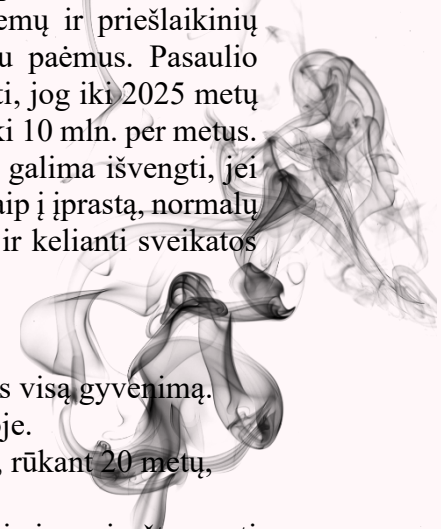 emų ir priešlaikinių
u paėmus. Pasaulio
ti, jog iki 2025 metų
ki 10 mln. per metus.
galima išvengti, jei
aip į įprastą, normalų
ir kelianti sveikatos
s visą gyvenimą.
je.
, rūkant 20 metų,